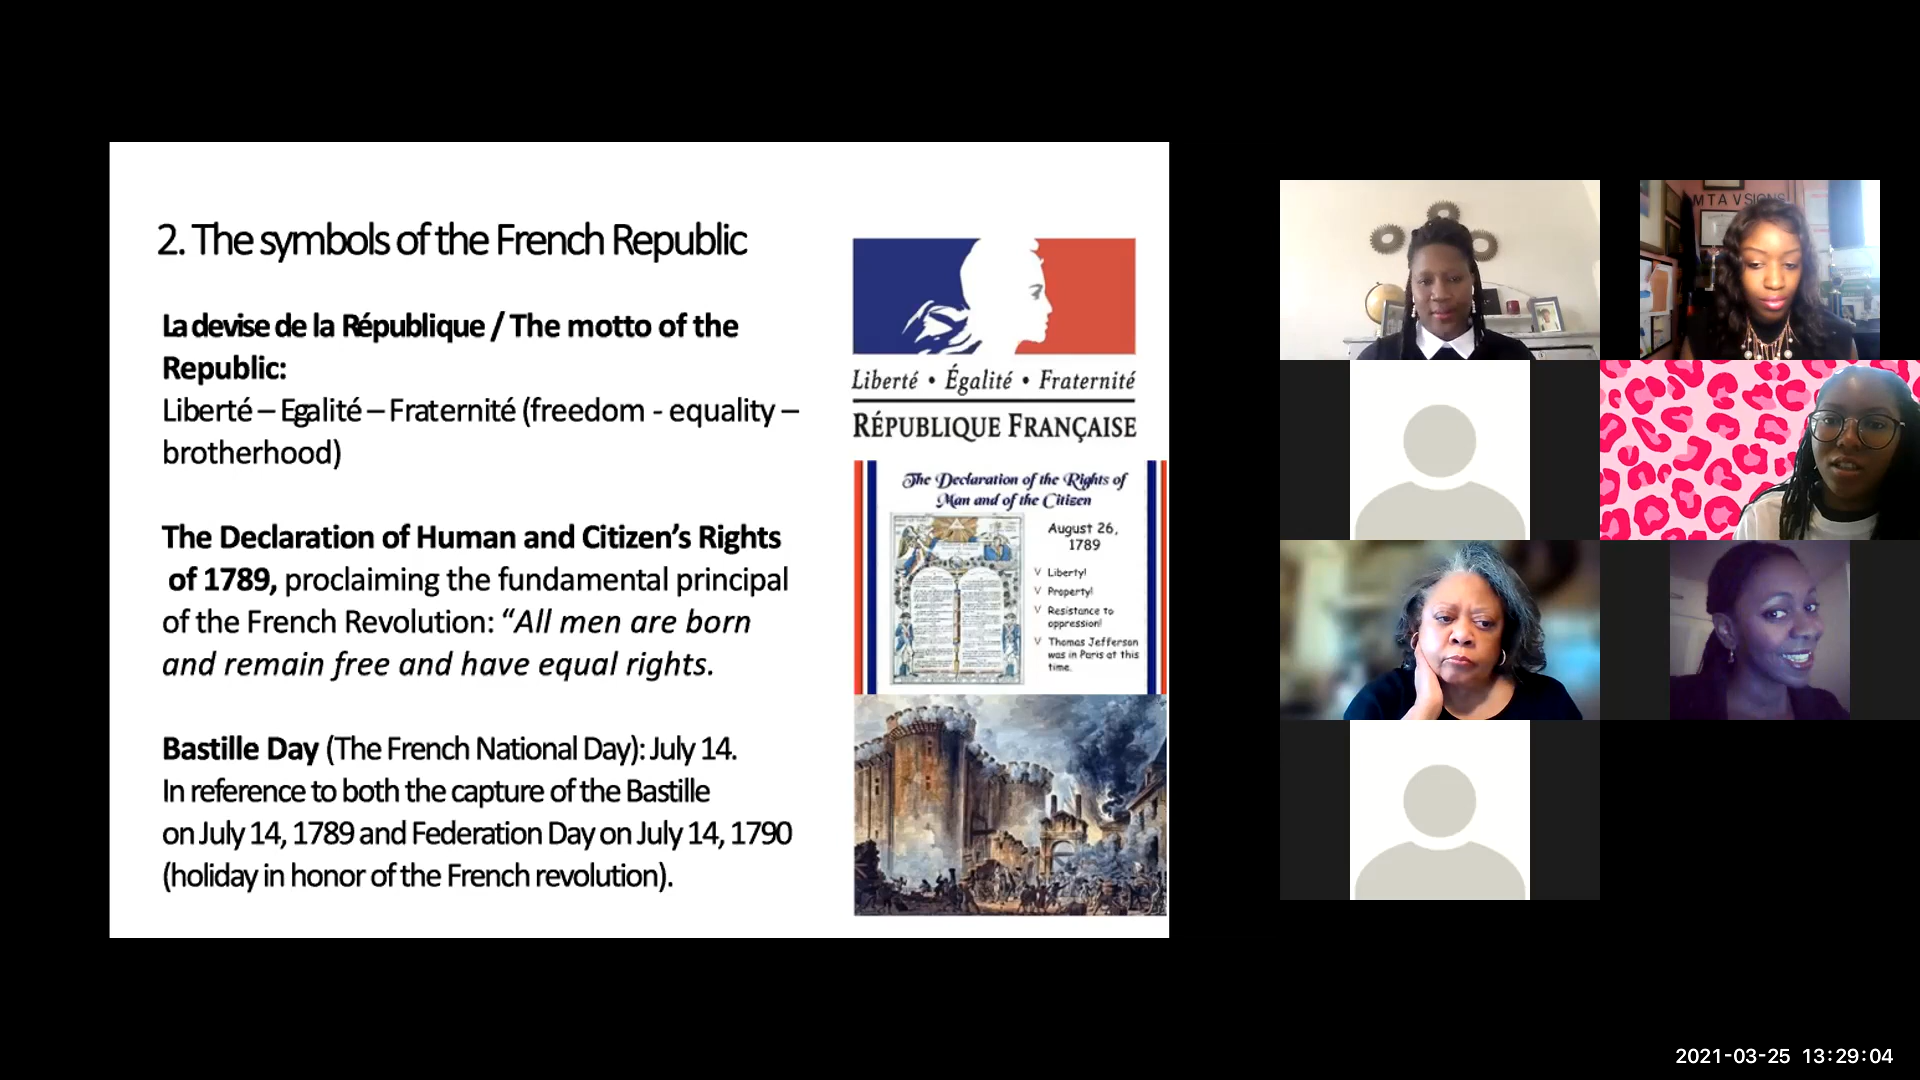 2. The symbols of the French Republic
La devise de la République / The motto of the
Republic:
Liberté – Egalité – Fraternité (freedom - equality –
brotherhood)
The Declaration of Human and Citizen’s Rights
of 1789, proclaiming the fundamental principal
of the French Revolution: “All men are born
and remain free and have equal rights.
Bastille Day (The French National Day): July 14.
In reference to both the capture of the Bastille
on July 14, 1789 and Federation Day on July 14, 1790
(holiday in honor of the French revolution).
Liberté • Égalité • Fraternité
RÉPUBLIQUE FRANÇAISE
The Declaration of the Rights of
Man and of the Citizen
August 26,
1789
V Liberty!
V Property!
V Resistance to
oppression!
V Thomas Jefferson
was in Paris at this
time.
MTA VSIONS
2021-03-25 13:29:04